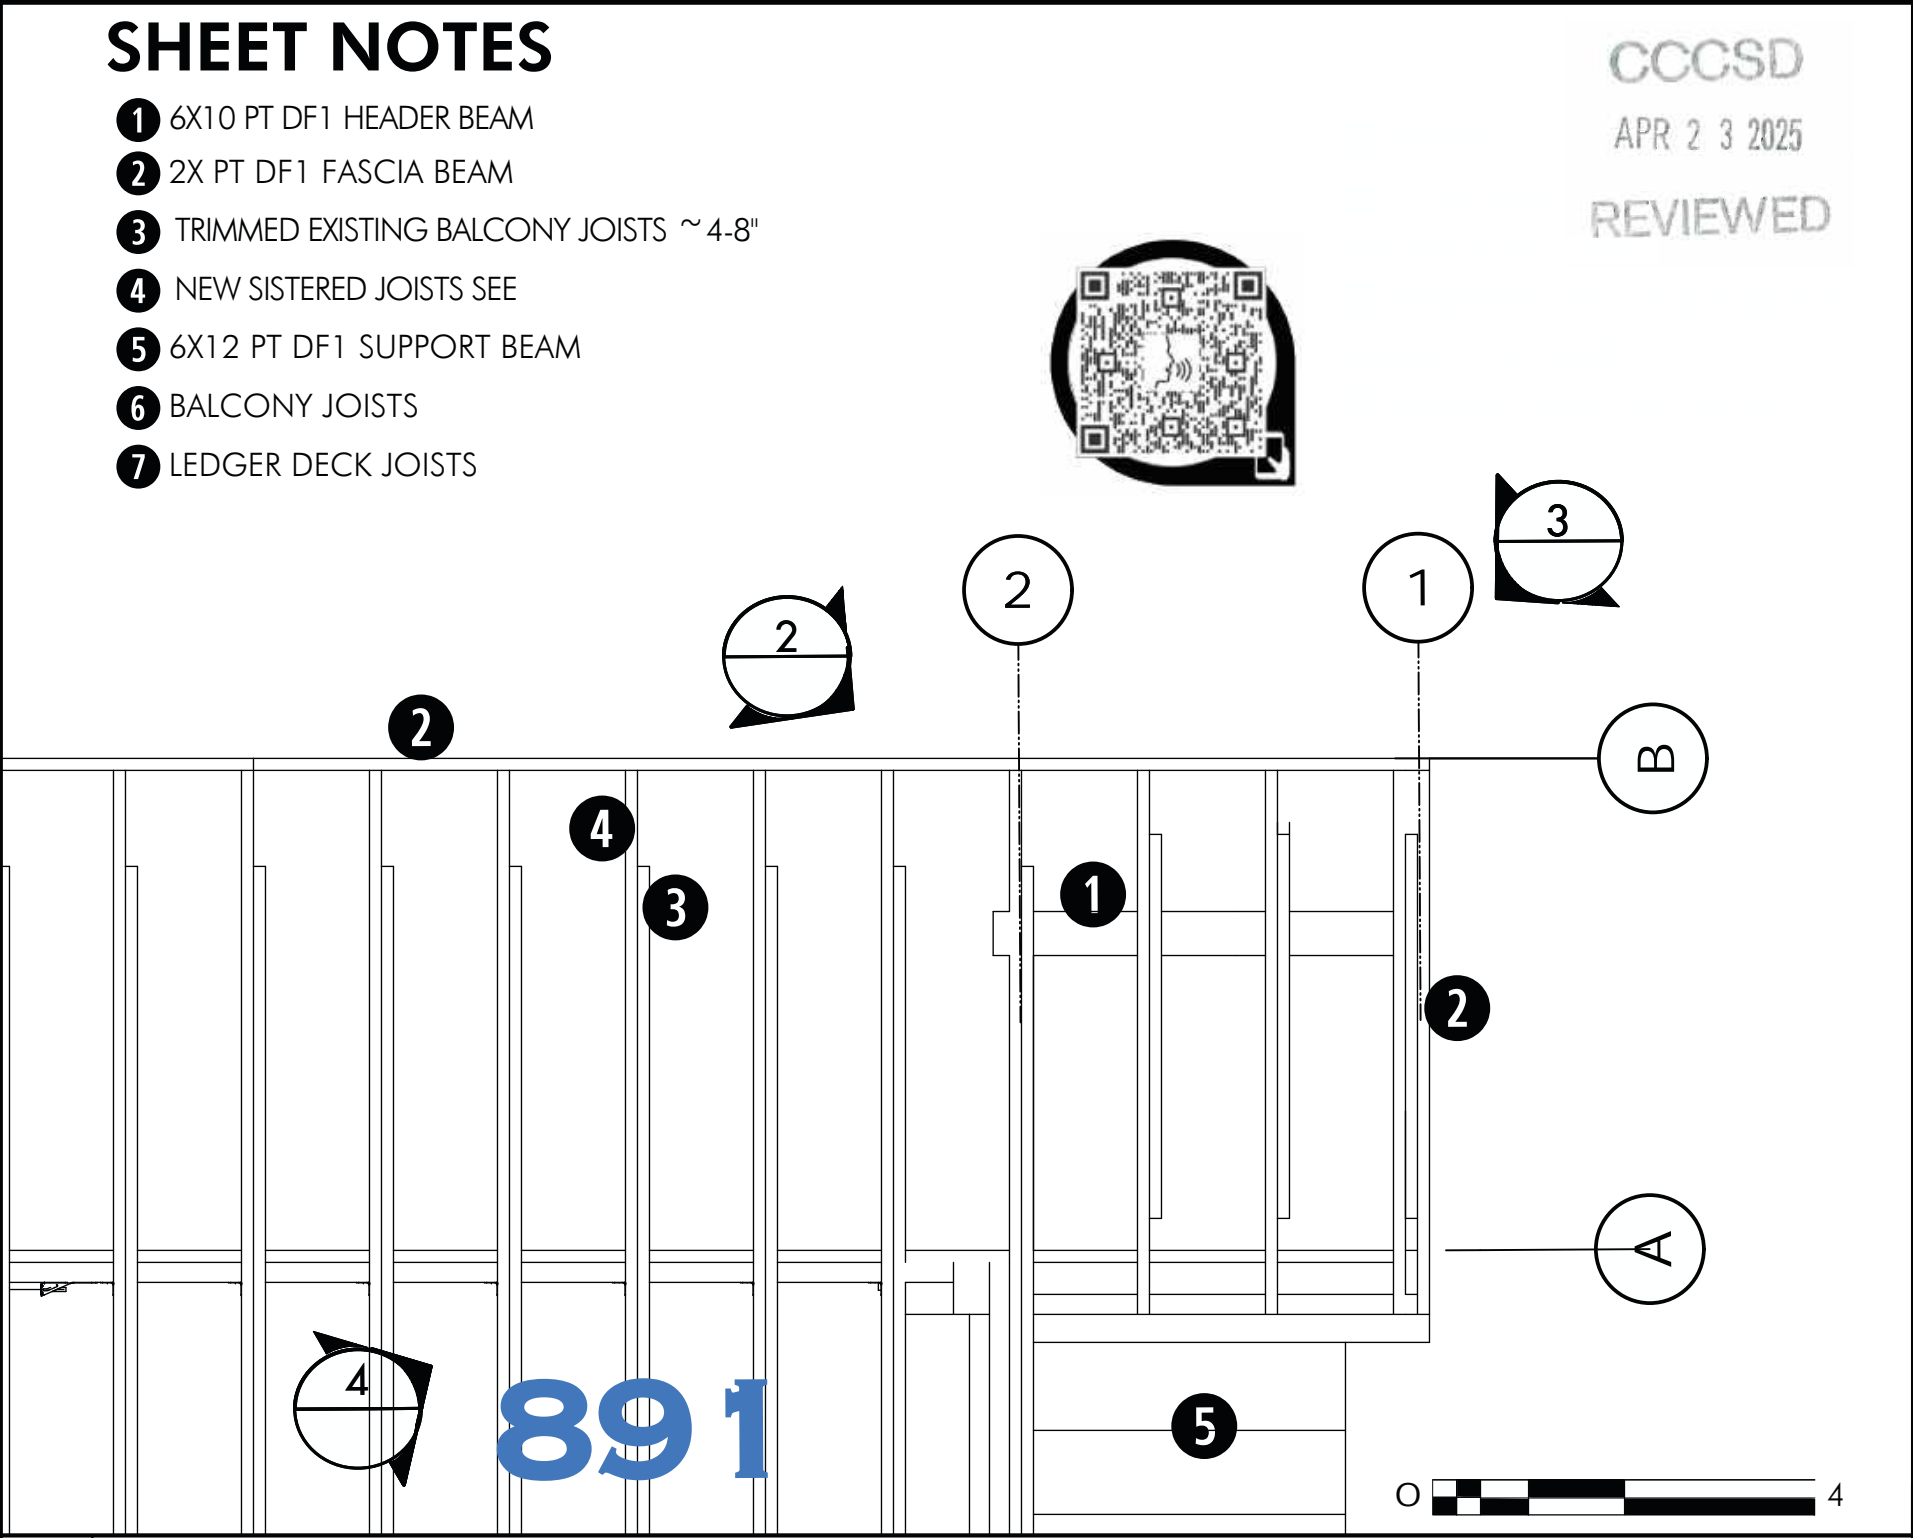 SHEET NOTES
1 6X10 PT DF1 HEADER BEAM
2 2X PT DF1 FASCIA BEAM
3 TRIMMED EXISTING BALCONY JOISTS ~4-8"
4 NEW SISTERED JOISTS SEE
5 6X12 PT DF1 SUPPORT BEAM
6 BALCONY JOISTS
7 LEDGER DECK JOISTS
CCCSD
APR 2 3 2025
REVIEWED
3
2
1
2
2
B
4
1
3
2
A
4
891
5
0
4